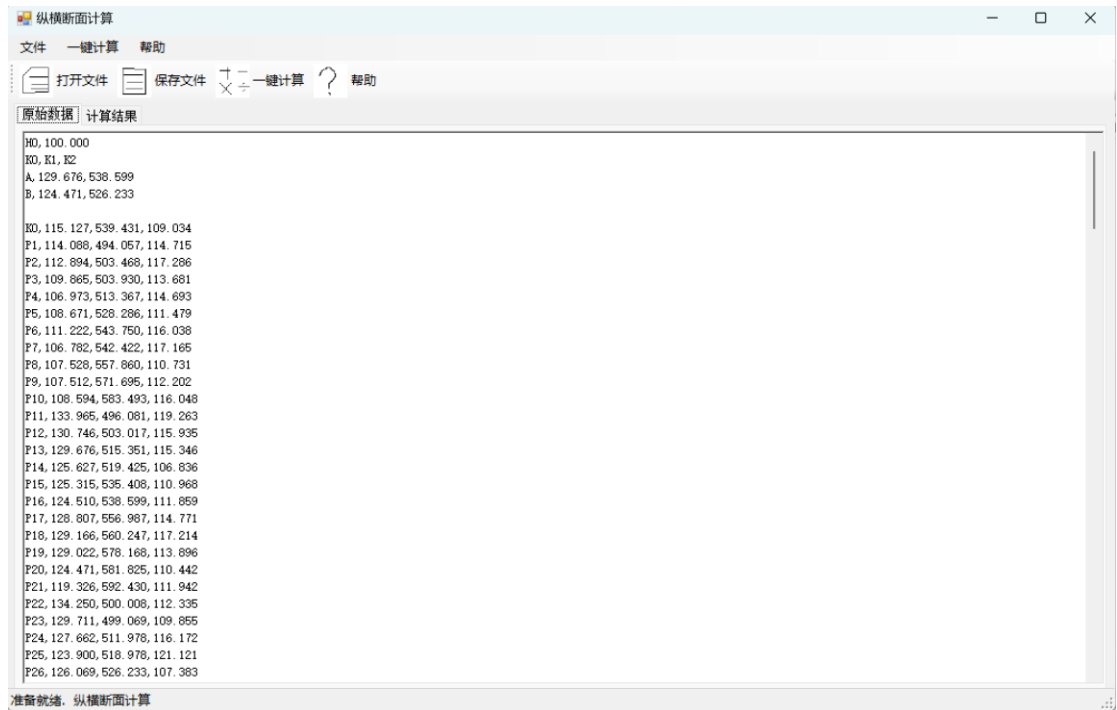 纵横断面计算
文件 一键计算 帮助
打开文件 保存文件 一键计算 帮助
原始数据 计算结果
H0, 100.000
K0, K1, K2
A, 129.676, 538.599
B, 124.471, 526.233
K0, 115.127, 539.431, 109.034
P1, 114.088, 494.057, 114.715
P2, 112.894, 503.468, 117.286
P3, 109.865, 503.930, 113.681
P4, 106.973, 513.367, 114.693
P5, 108.671, 528.286, 111.479
P6, 111.222, 543.750, 116.038
P7, 106.782, 542.422, 117.165
P8, 107.528, 557.860, 110.731
P9, 107.512, 571.695, 112.202
P10, 108.594, 583.493, 116.048
P11, 133.965, 496.081, 119.263
P12, 130.746, 503.017, 115.935
P13, 129.676, 515.351, 115.346
P14, 125.627, 519.425, 106.836
P15, 125.315, 535.408, 110.968
P16, 124.510, 538.599, 111.859
P17, 128.807, 556.987, 114.771
P18, 129.166, 560.247, 117.214
P19, 129.022, 578.168, 113.896
P20, 124.471, 581.825, 110.442
P21, 119.326, 592.430, 111.942
P22, 134.250, 500.008, 112.335
P23, 129.711, 499.069, 109.855
P24, 127.662, 511.978, 116.172
P25, 123.900, 518.978, 121.121
P26, 126.069, 526.233, 107.383
准备就绪. 纵横断面计算